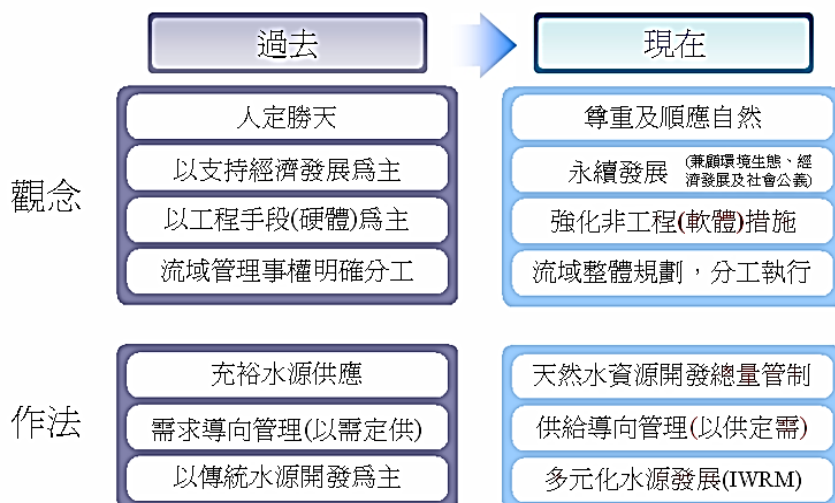 過去
現在
觀念
人定勝天
以支持經濟發展爲主
以工程手段(硬體)爲主
流域管理事權明確分工
尊重及順應自然
永續發展 (兼顧環境生態、經
濟發展及社會公義)
強化非工程(軟體)措施
流域整體規劃，分工執行
作法
充裕水源供應
需求導向管理(以需定供)
以傳統水源開發爲主
天然水資源開發總量管制
供給導向管理(以供定需)
多元化水源發展(IWRM)